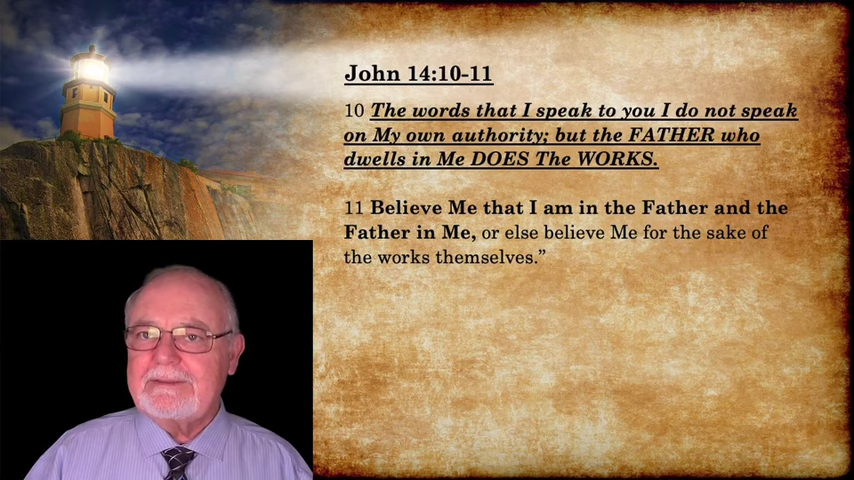 John 14:10-11
10 The words that I speak to you I do not speak
on My own authority; but the FATHER who
dwells in Me DOES The WORKS.
11 Believe Me that I am in the Father and the
Father in Me, or else believe Me for the sake of
the works themselves.”